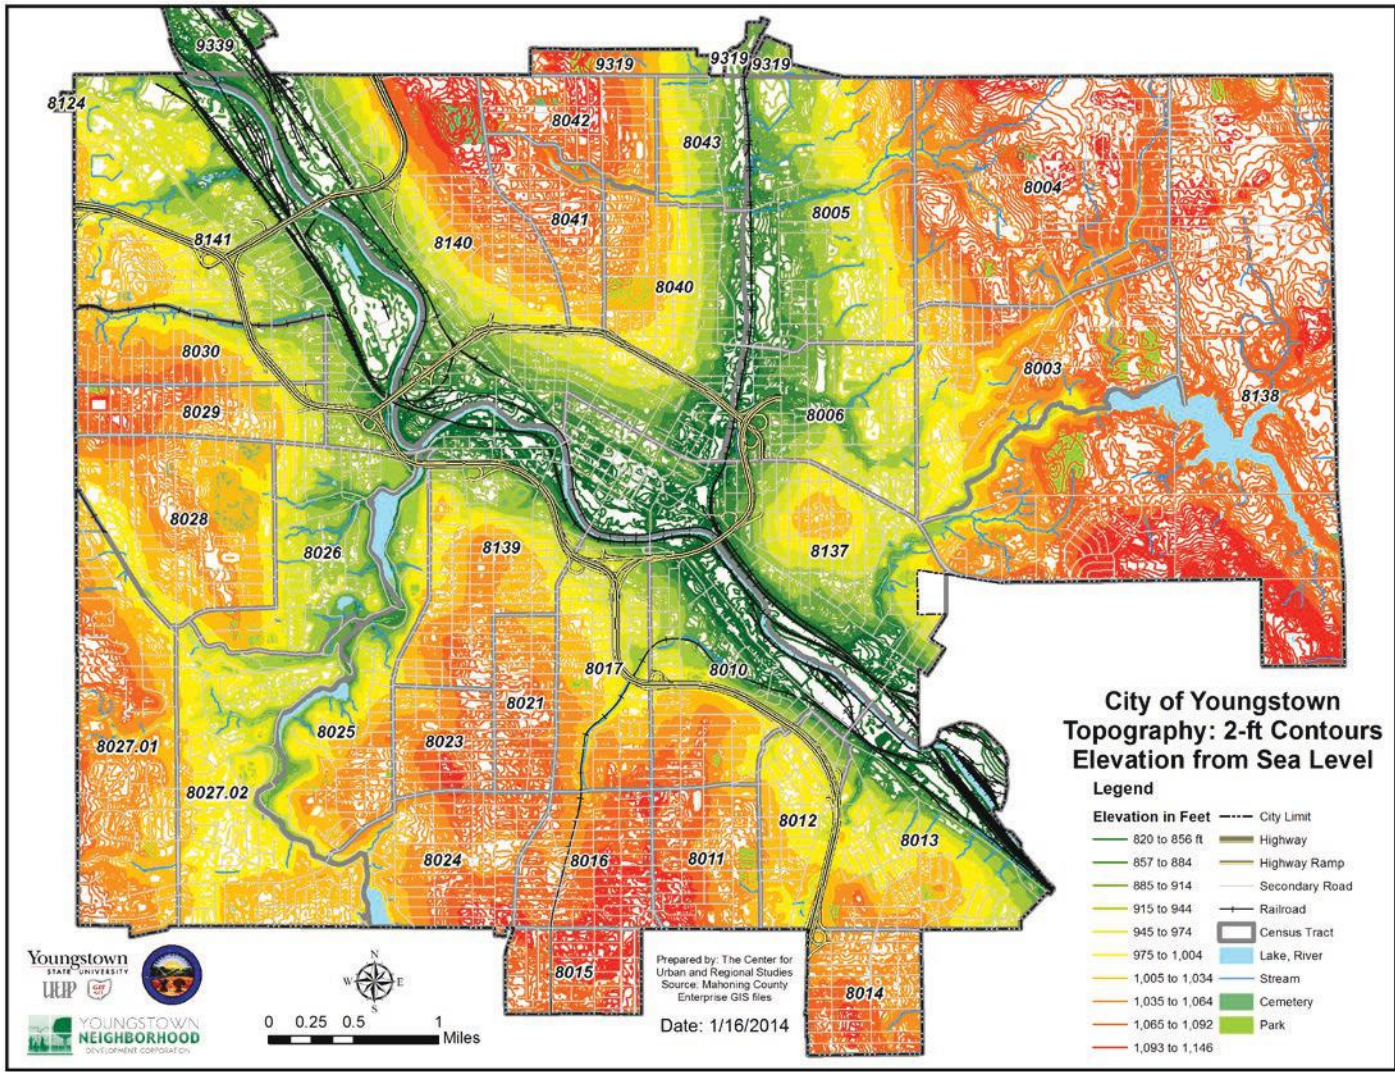 9339
9319
9319
9319
8124
8042
8043
8004
8005
8041
8141
8140
8040
8030
8003
8138
8029
8006
8028
8026
8139
8137
8017
8010
8021
8025
8023
8027.01
8027.02
8012
8013
8024
8016
8011
8015
8014
City of Youngstown
Topography: 2-ft Contours
Elevation from Sea Level
Legend
Elevation in Feet
820 to 856 ft
857 to 884
885 to 914
915 to 944
945 to 974
975 to 1,004
1,005 to 1,034
1,035 to 1,064
1,065 to 1,092
1,093 to 1,146
City Limit
Highway
Highway Ramp
Secondary Road
Railroad
Census Tract
Lake, River
Stream
Cemetery
Park
Youngstown
STATE UNIVERSITY
YOUNGSTOWN
NEIGHBORHOOD
DEVELOPMENT CORPORATION
N
W E
S
0 0.25 0.5 1
Miles
Prepared by: The Center for
Urban and Regional Studies
Source: Mahoning County
Enterprise GIS files
Date: 1/16/2014